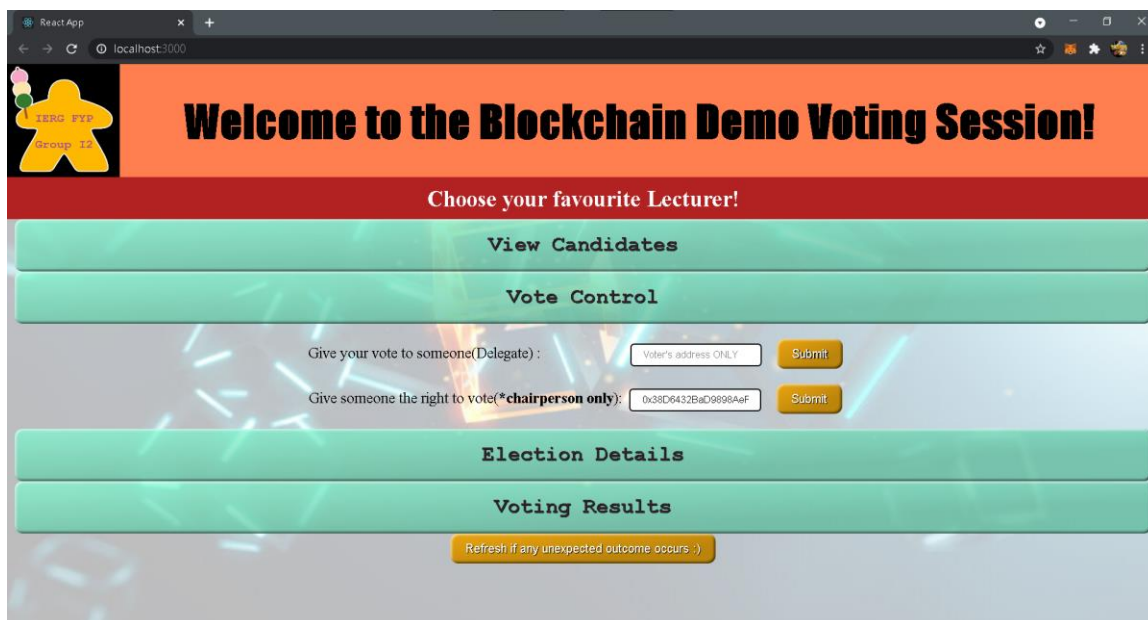 React App
localhost:3000
IERG FYP
Group I2
Welcome to the Blockchain Demo Voting Session!
Choose your favourite Lecturer!
View Candidates
Vote Control
Give your vote to someone(Delegate) : Voter's address ONLY Submit
Give someone the right to vote(*chairperson only): 0x38D6432BaD9898AeF Submit
Election Details
Voting Results
Refresh if any unexpected outcome occurs :)